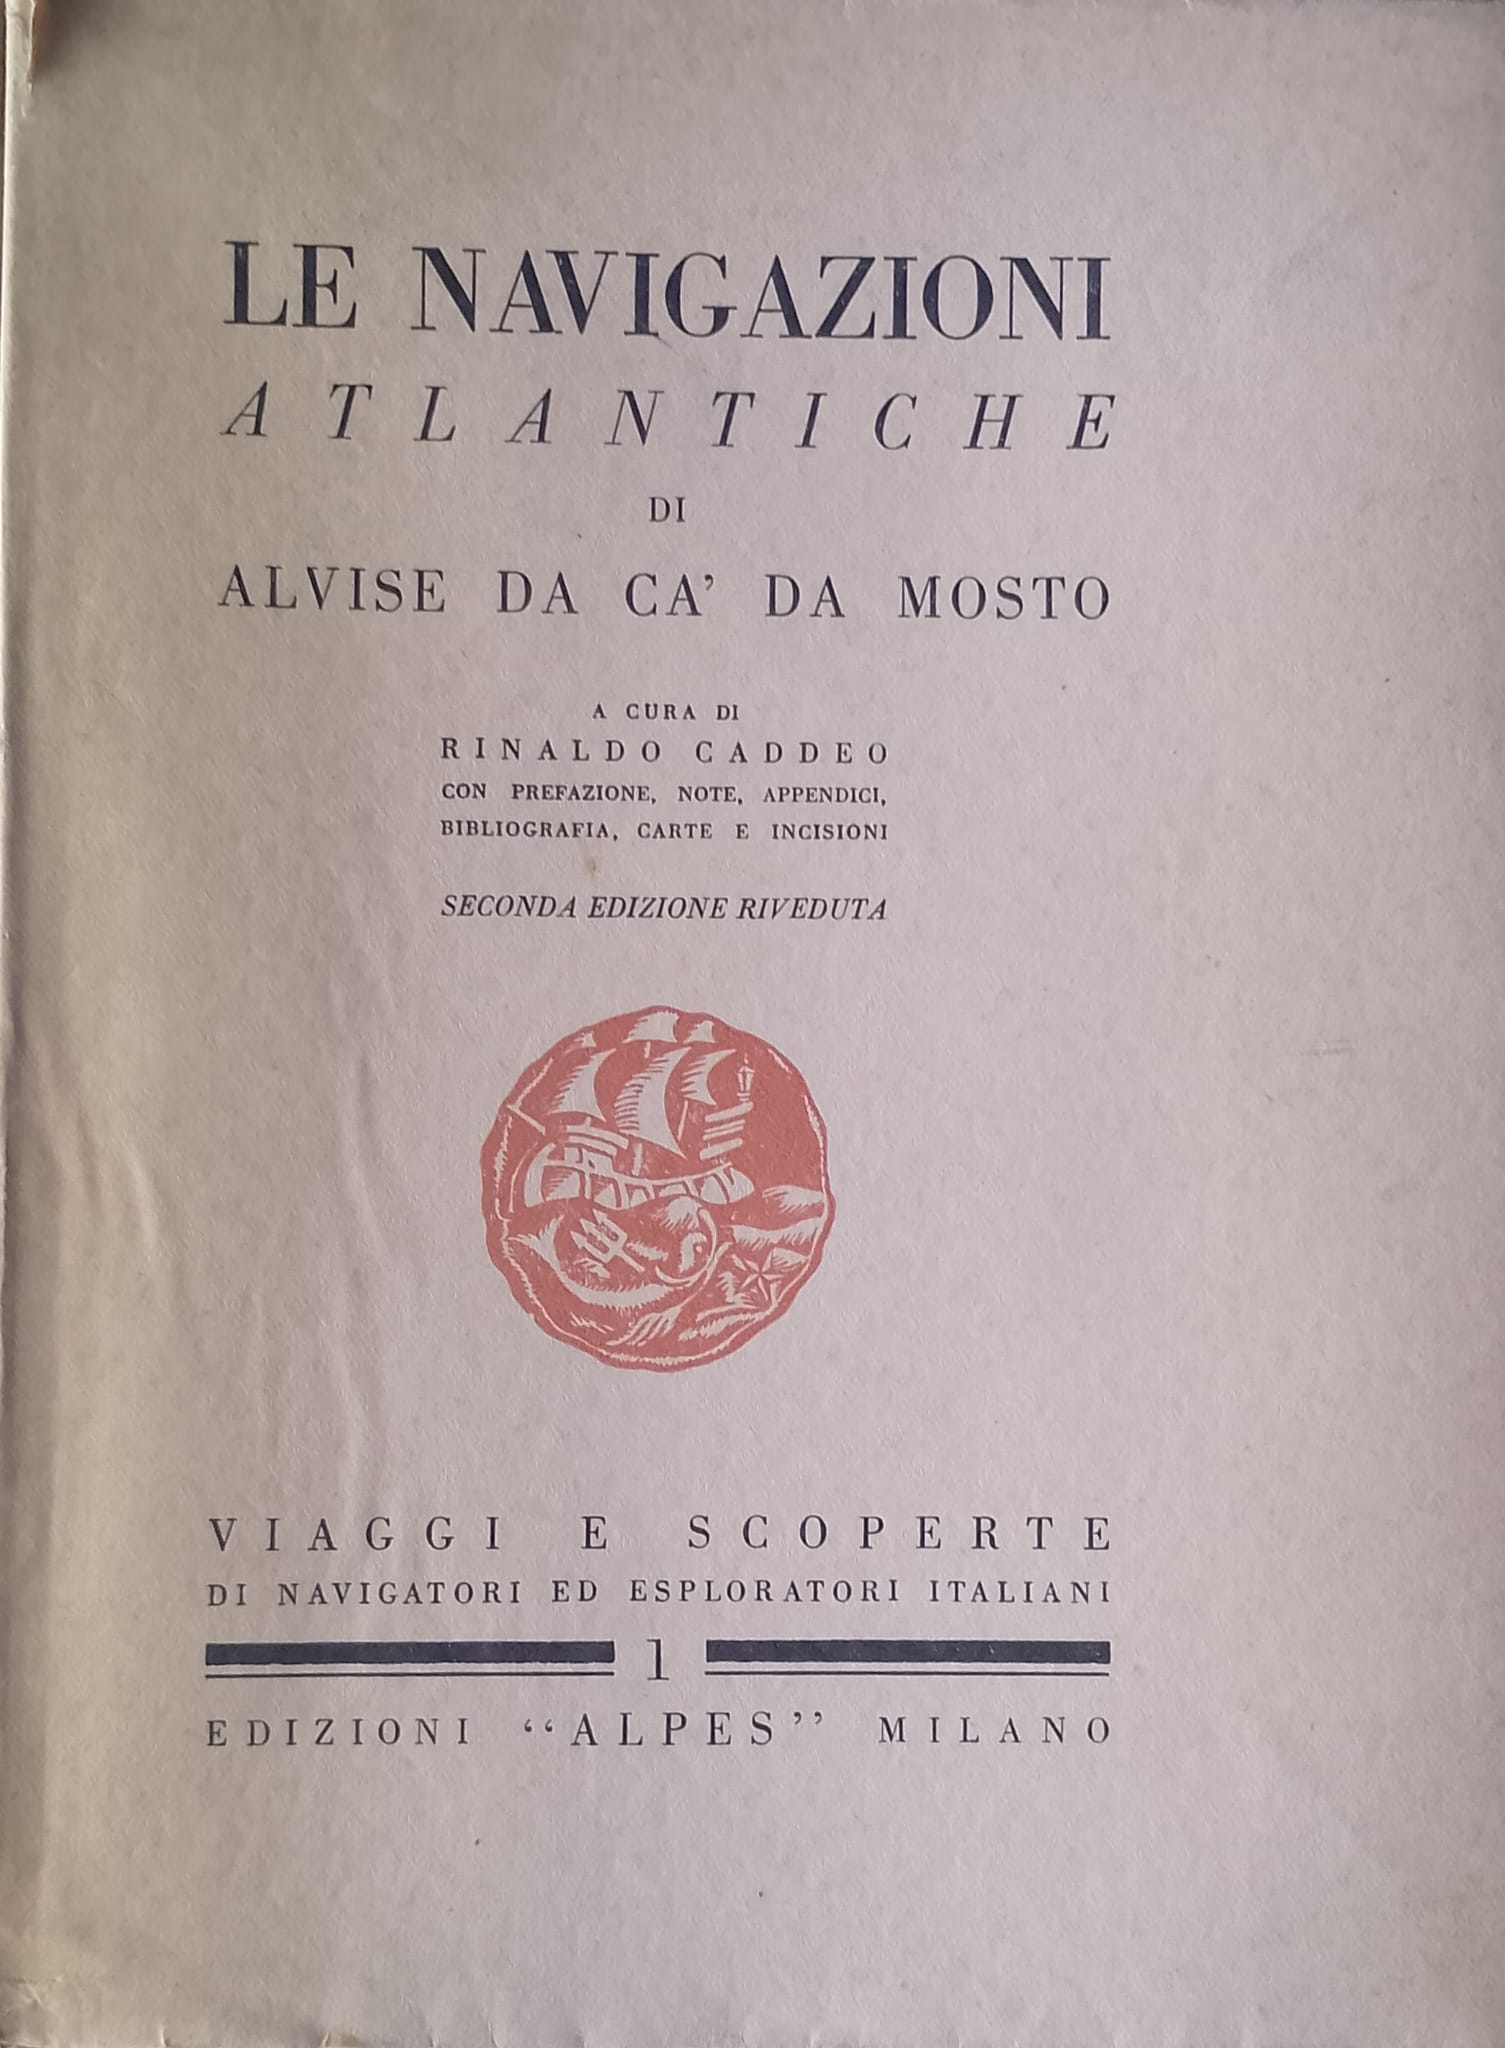 LE NAVIGAZIONI
ATLANTICHE
DI
ALVISE DA CA’ DA MOSTO
A CURA DI
RINALDO CADDEO
CON PREFAZIONE, NOTE, APPENDICI,
BIBLIOGRAFIA, CARTE E INCISIONI
SECONDA EDIZIONE RIVEDUTA
VIAGGI E SCOPERTE
DI NAVIGATORI ED ESPLORATORI ITALIANI
1
EDIZIONI “ALPES” MILANO